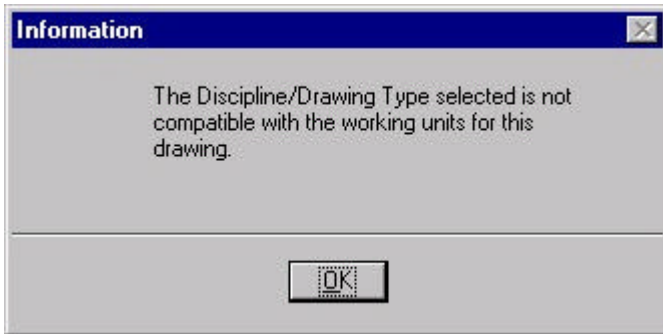 Information
The Discipline/Drawing Type selected is not
compatible with the working units for this
drawing.
OK